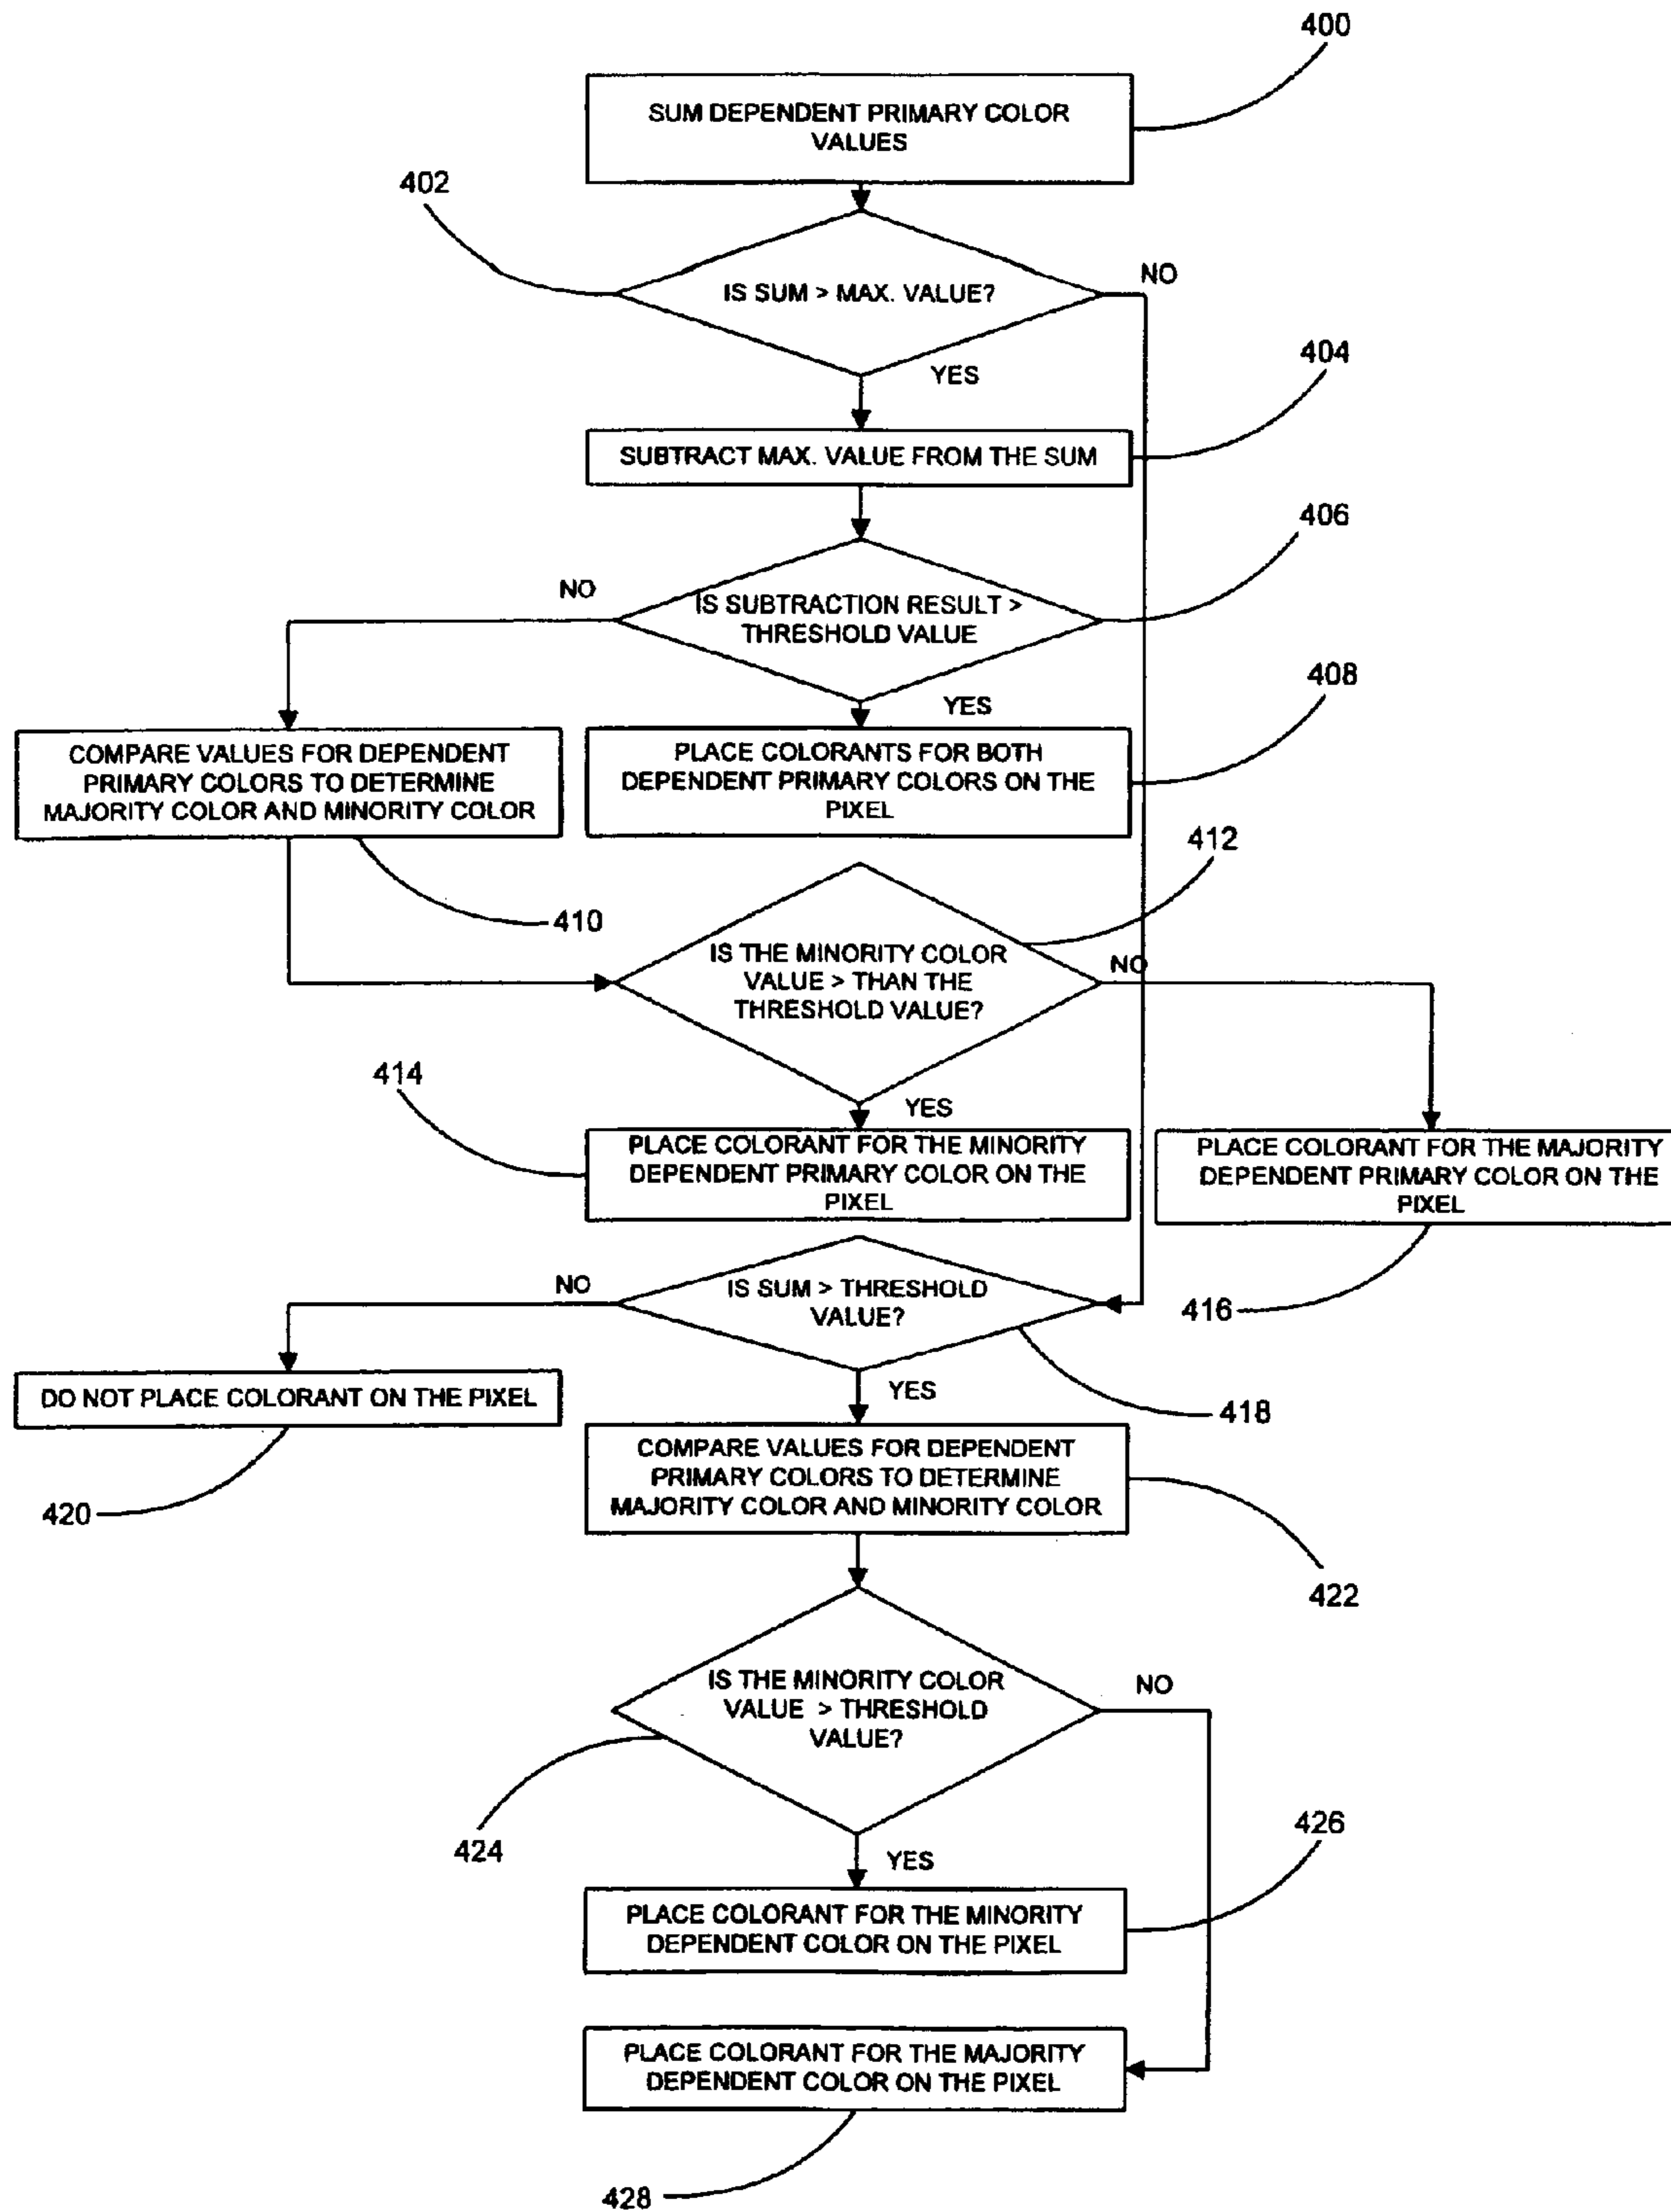 400
SUM DEPENDENT PRIMARY COLOR
VALUES
402
IS SUM > MAX. VALUE?
NO
YES
404
SUBTRACT MAX. VALUE FROM THE SUM
406
NO
IS SUBTRACTION RESULT >
THRESHOLD VALUE
YES
408
COMPARE VALUES FOR DEPENDENT
PRIMARY COLORS TO DETERMINE
MAJORITY COLOR AND MINORITY COLOR
PLACE COLORANTS FOR BOTH
DEPENDENT PRIMARY COLORS ON THE
PIXEL
412
410
IS THE MINORITY COLOR
VALUE > THAN THE
THRESHOLD VALUE?
NO
414
YES
PLACE COLORANT FOR THE MINORITY
DEPENDENT PRIMARY COLOR ON THE
PIXEL
PLACE COLORANT FOR THE MAJORITY
DEPENDENT PRIMARY COLOR ON THE
PIXEL
416
NO
IS SUM > THRESHOLD
VALUE?
YES
418
DO NOT PLACE COLORANT ON THE PIXEL
420
COMPARE VALUES FOR DEPENDENT
PRIMARY COLORS TO DETERMINE
MAJORITY COLOR AND MINORITY COLOR
422
IS THE MINORITY COLOR
VALUE > THRESHOLD
VALUE?
NO
424
YES
426
PLACE COLORANT FOR THE MINORITY
DEPENDENT COLOR ON THE PIXEL
PLACE COLORANT FOR THE MAJORITY
DEPENDENT COLOR ON THE PIXEL
428